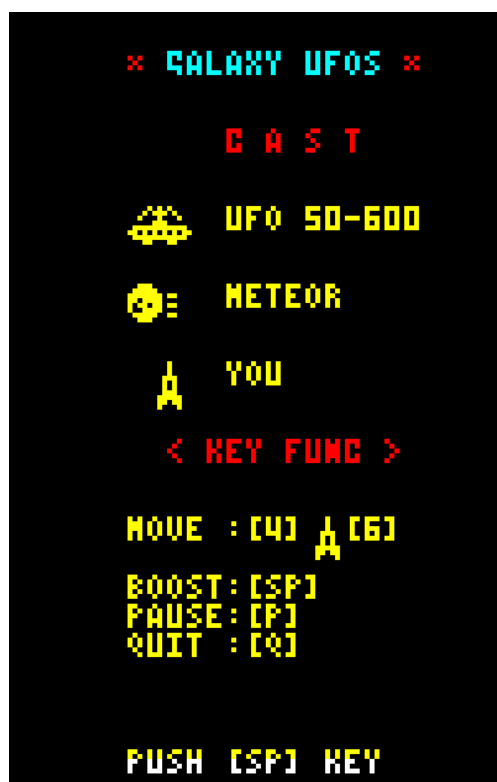 × GALAXY UFOS ×
C A S T
UFO 50-600
METEOR
YOU
< KEY FUNC >
MOVE :[4] [6]
BOOST:[SP]
PAUSE:[P]
QUIT :[Q]
PUSH [SP] KEY